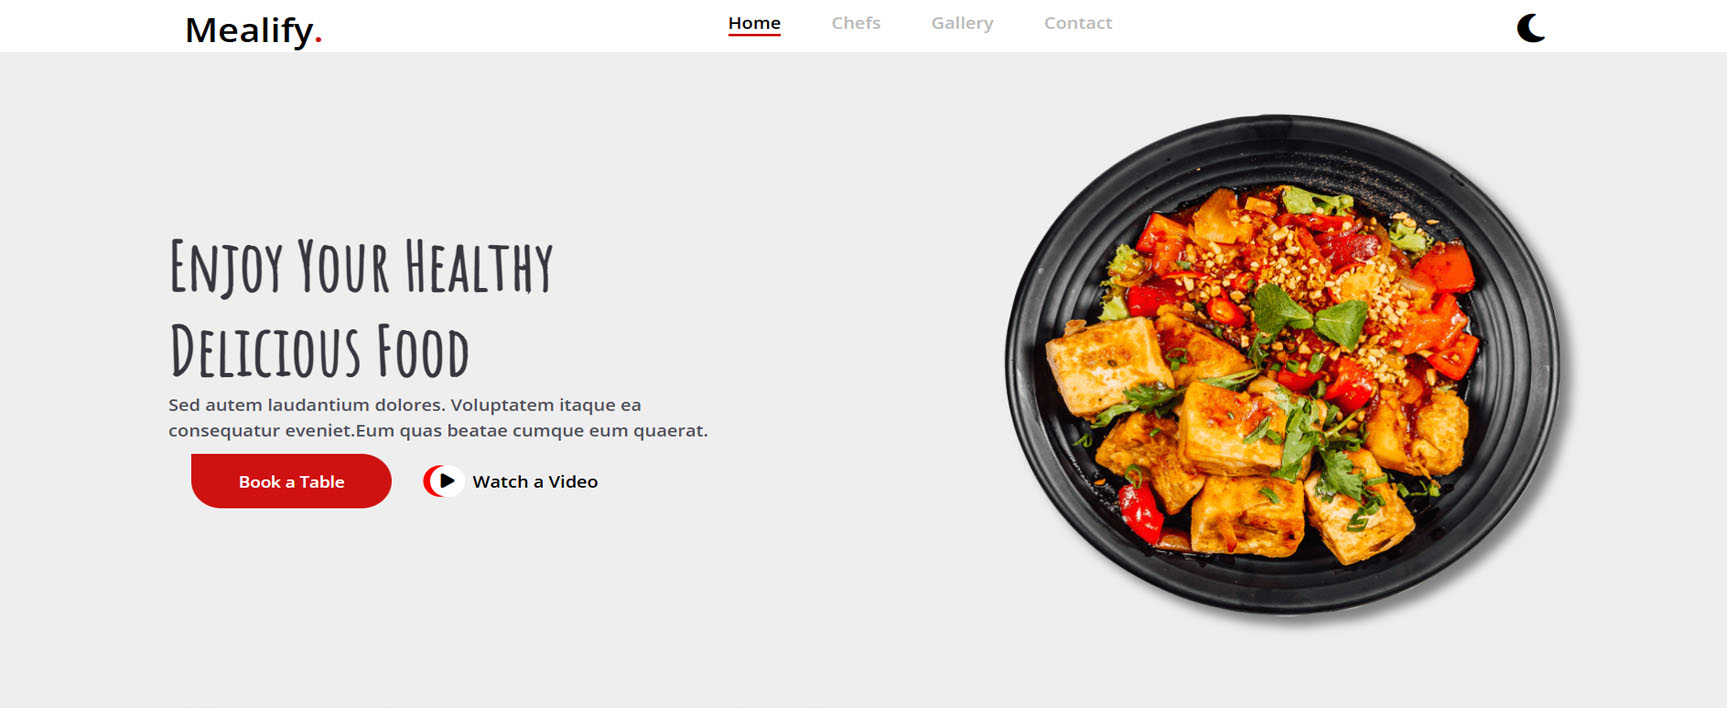 Mealify.
Home Chefs Gallery Contact
Enjoy Your Healthy
Delicious Food
Sed autem laudantium dolores. Voluptatem itaque ea
consequatur eveniet.Eum quas beatae cumque eum quaerat.
Book a Table
Watch a Video